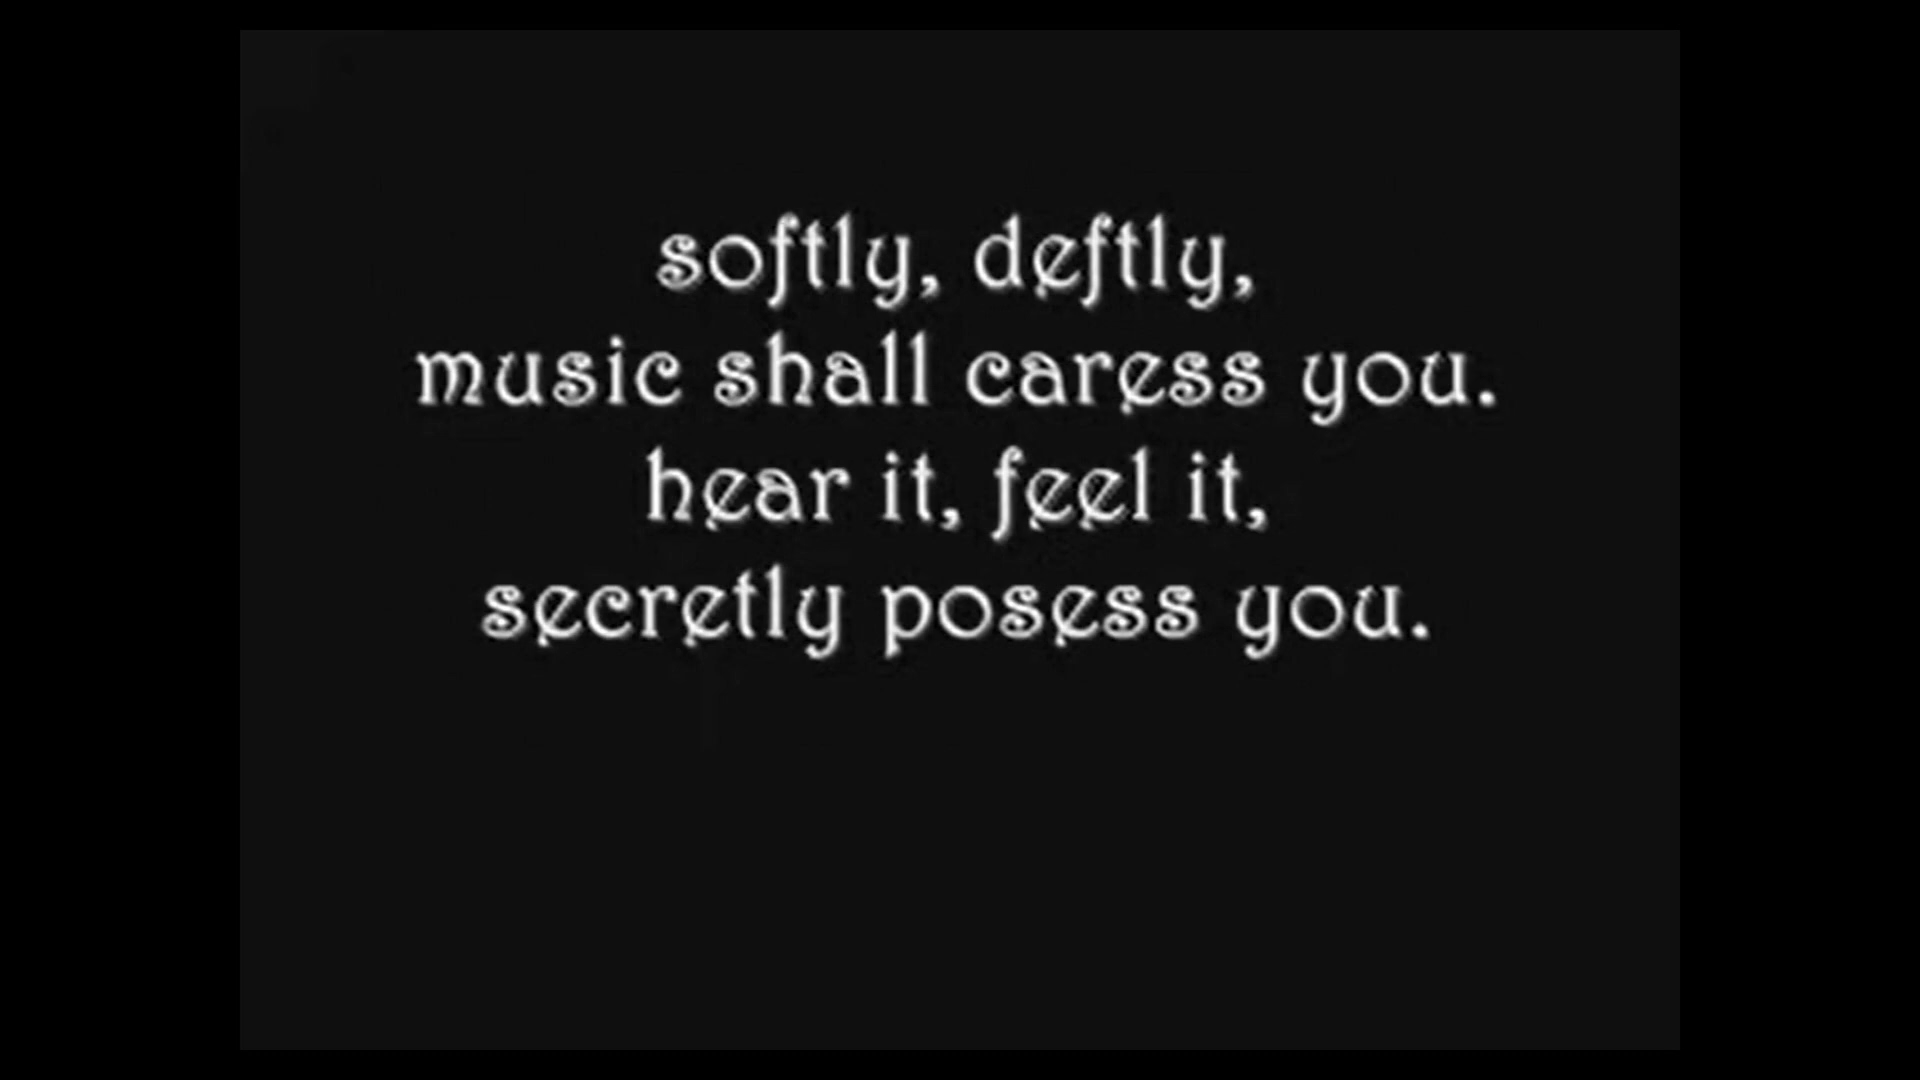 softly, deftly,
music shall caress you.
hear it, feel it,
secretly posess you.